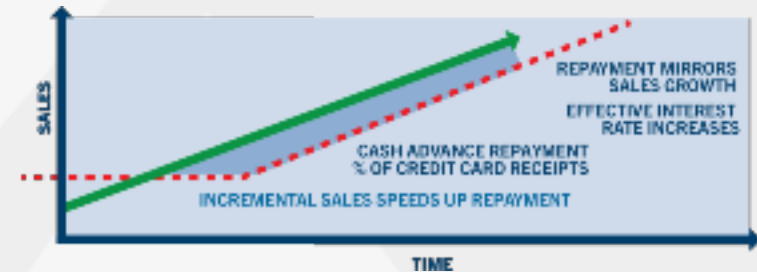 SALES
REPAYMENT MIRRORS
SALES GROWTH
EFFECTIVE INTEREST
RATE INCREASES
CASH ADVANCE REPAYMENT
% OF CREDIT CARD RECEIPTS
INCREMENTAL SALES SPEEDS UP REPAYMENT
TIME